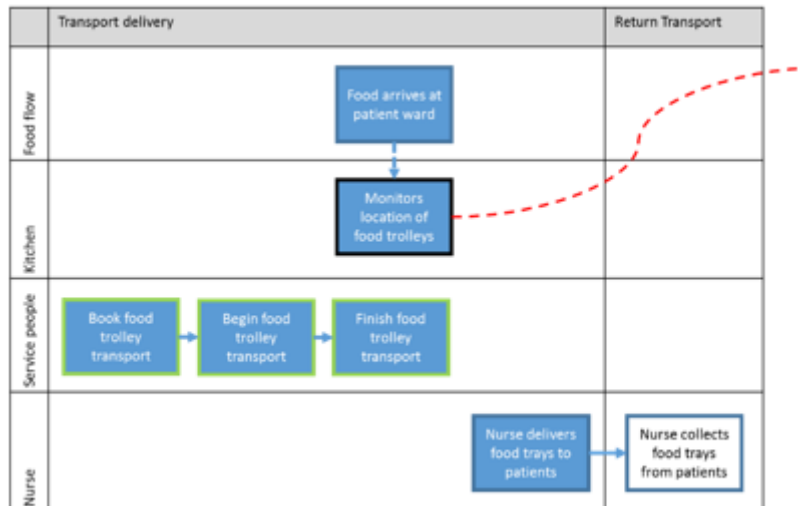 Transport delivery
Return Transport
Food flow
Food arrives at
patient ward
Kitchen
Monitors
location of
food trolleys
Service people
Book food
trolley
transport
Begin food
trolley
transport
Finish food
trolley
transport
Nurse
Nurse delivers
food trays to
patients
Nurse collects
food trays
from patients